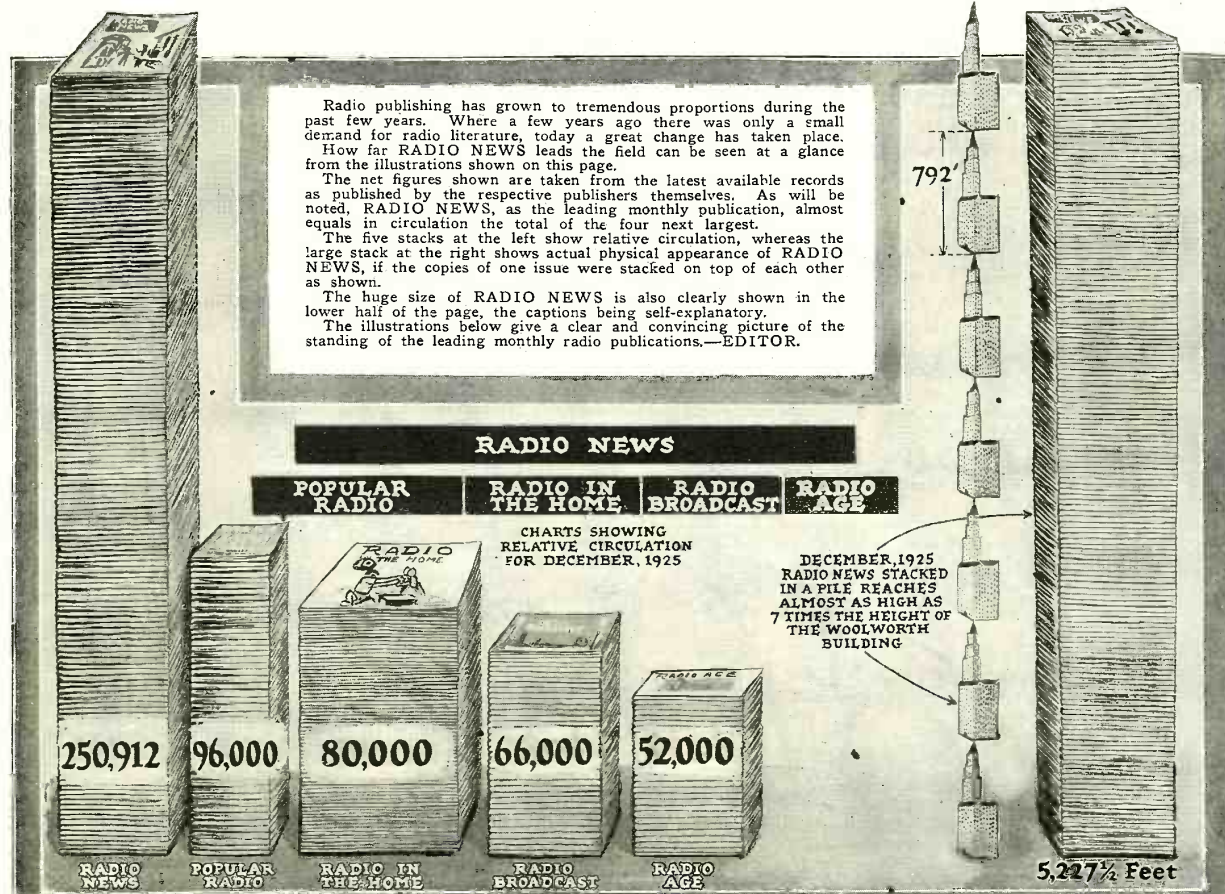 Radio publishing has grown to tremendous proportions during the
past few years. Where a few years ago there was only a small
demand for radio literature, today a great change has taken place.
How far RADIO NEWS leads the field can be seen at a glance
from the illustrations shown on this page.
The net figures shown are taken from the latest available records
as published by the respective publishers themselves. As will be
noted, RADIO NEWS, as the leading monthly publication, almost
equals in circulation the total of the four next largest.
The five stacks at the left show relative circulation, whereas the
large stack at the right shows actual physical appearance of RADIO
NEWS, if the copies of one issue were stacked on top of each other
as shown.
The huge size of RADIO NEWS is also clearly shown in the
lower half of the page, the captions being self-explanatory.
The illustrations below give a clear and convincing picture of the
standing of the leading monthly radio publications.—EDITOR.
792'
RADIO NEWS
POPULAR
RADIO
RADIO IN
THE HOME
RADIO
BROADCAST
RADIO
AGE
CHARTS SHOWING
RELATIVE CIRCULATION
FOR DECEMBER, 1925
DECEMBER, 1925
RADIO NEWS STACKED
IN A PILE REACHES
ALMOST AS HIGH AS
7 TIMES THE HEIGHT OF
THE WOOLWORTH
BUILDING
RADIO
THE HOME
RADIO AGE
250,912
96,000
80,000
66,000
52,000
RADIO
NEWS
POPULAR
RADIO
RADIO IN
THE HOME
RADIO
BROADCAST
RADIO
AGE
5,227½ Feet